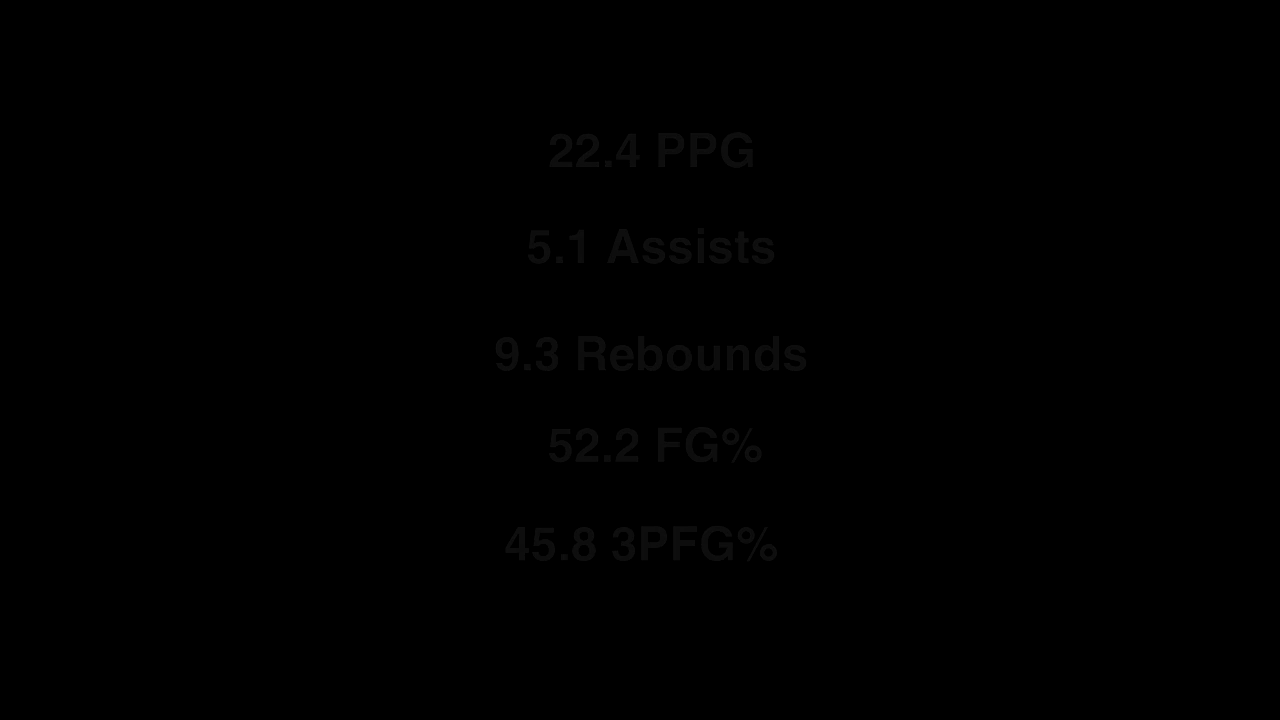 22.4 PPG
5.1 Assists
9.3 Rebounds
52.2 FG%
45.8 3PFG%